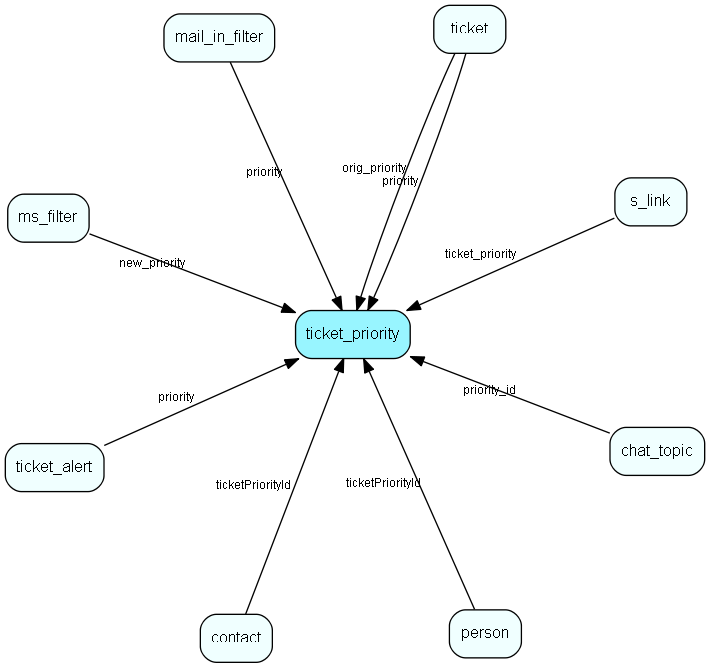 ticket
mail_in_filter
orig_priority
priority
priority
s_link
ms_filter
ticket_priority
new_priority
ticket_priority
priority_id
priority
chat_topic
ticket_alert
ticketPriorityId
ticketPriorityId
person
contact